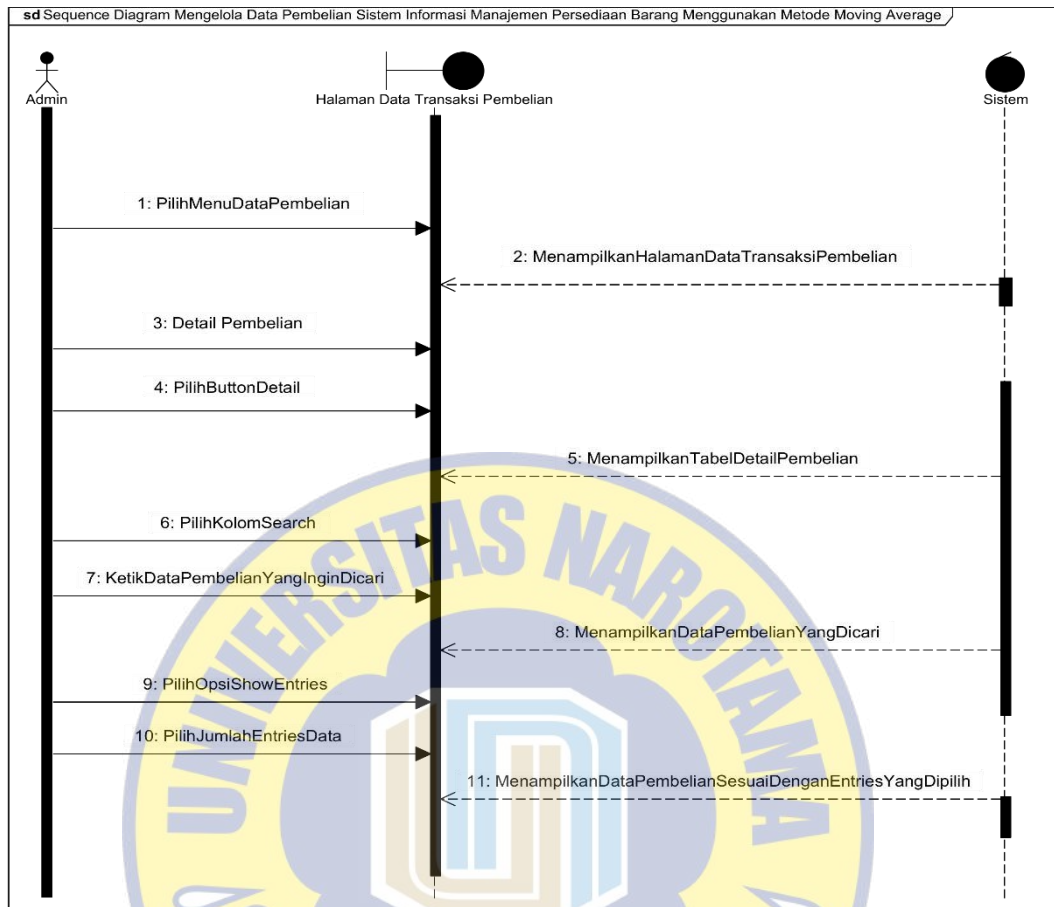 sd Sequence Diagram Mengelola Data Pembelian Sistem Informasi Manajemen Persediaan Barang Menggunakan Metode Moving Average
Admin
Halaman Data Transaksi Pembelian
Sistem
1: PilihMenuDataPembelian
2: MenampilkanHalamanDataTransaksiPembelian
3: Detail Pembelian
4: PilihButtonDetail
5: MenampilkanTabelDetailPembelian
6: PilihKolomSearch
7: KetikDataPembelianYangInginDicari
8: MenampilkanDataPembelianYangDicari
9: PilihOpsiShowEntries
10: PilihJumlahEntriesData
11: MenampilkanDataPembelianSesuaiDenganEntriesYangDipilih
UNIVERSITAS NAROTAMA